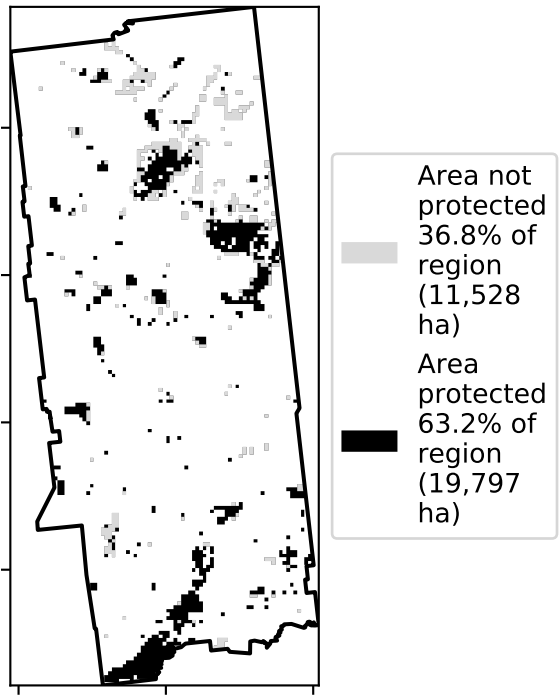 Area not
protected
36.8% of
region
(11,528
ha)
Area
protected
63.2% of
region
(19,797
ha)